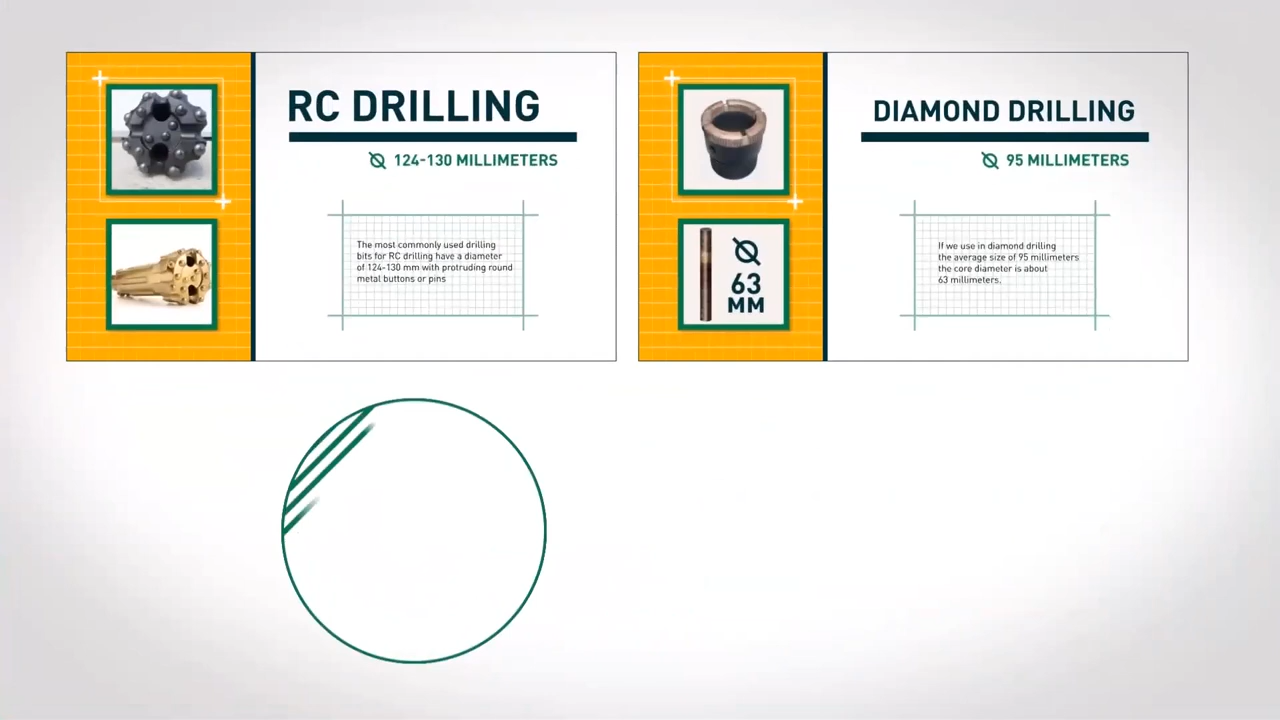 RC DRILLING
124-130 MILLIMETERS
The most commonly used drilling
bits for RC drilling have a diameter
of 124-130 mm with protruding round
metal buttons or pins
DIAMOND DRILLING
95 MILLIMETERS
63
MM
If we use in diamond drilling
the average size of 95 millimeters
the core diameter is about
63 millimeters.